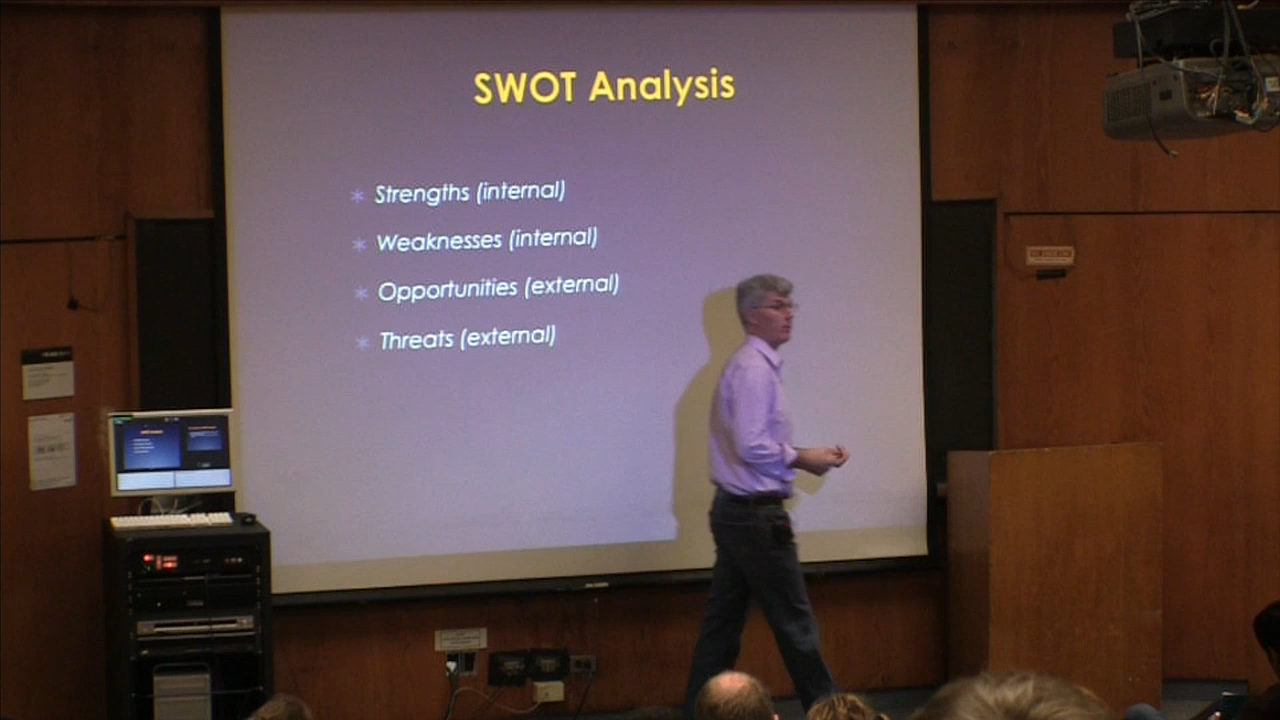 SWOT Analysis
* Strengths (internal)
* Weaknesses (internal)
* Opportunities (external)
* Threats (external)